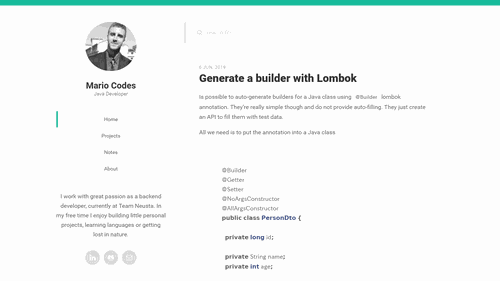 Mario Codes
Java Developer
Home
Projects
Notes
About
I work with great passion as a backend
developer, currently at Team Neusta. In
my free time I enjoy building little personal
projects, learning languages or getting
lost in nature.
6 JUN, 2019
Generate a builder with Lombok
Is possible to auto-generate builders for a Java class using @Builder lombok
annotation. They're really simple though and do not provide auto-filling. They just create
an API to fill them with test data.
All we need is to put the annotation into a Java class
@Builder
@Getter
@Setter
@NoArgsConstructor
@AllArgsConstructor
public class PersonDto {
private long id;
private String name;
private int age;